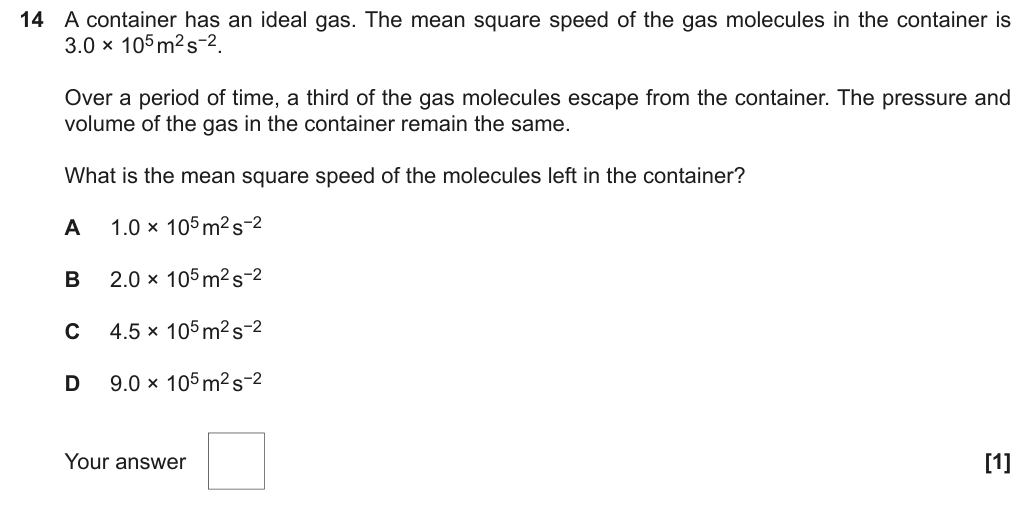 14 A container has an ideal gas. The mean square speed of the gas molecules in the container is
3.0 × 10⁵ m² s⁻².
Over a period of time, a third of the gas molecules escape from the container. The pressure and
volume of the gas in the container remain the same.
What is the mean square speed of the molecules left in the container?
A 1.0 × 10⁵ m² s⁻²
B 2.0 × 10⁵ m² s⁻²
C 4.5 × 10⁵ m² s⁻²
D 9.0 × 10⁵ m² s⁻²
Your answer [1]